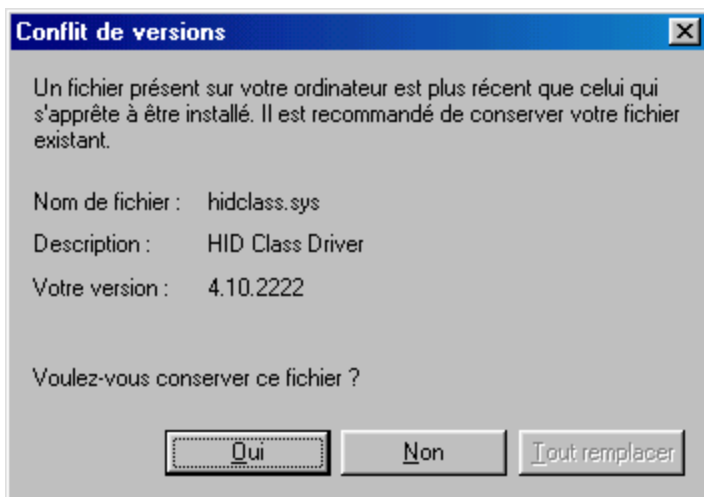 Conflit de versions
Un fichier présent sur votre ordinateur est plus récent que celui qui
s'apprête à être installé. Il est recommandé de conserver votre fichier
existant.
Nom de fichier : hidclass.sys
Description : HID Class Driver
Votre version : 4.10.2222
Voulez-vous conserver ce fichier ?
Oui Non Tout remplacer